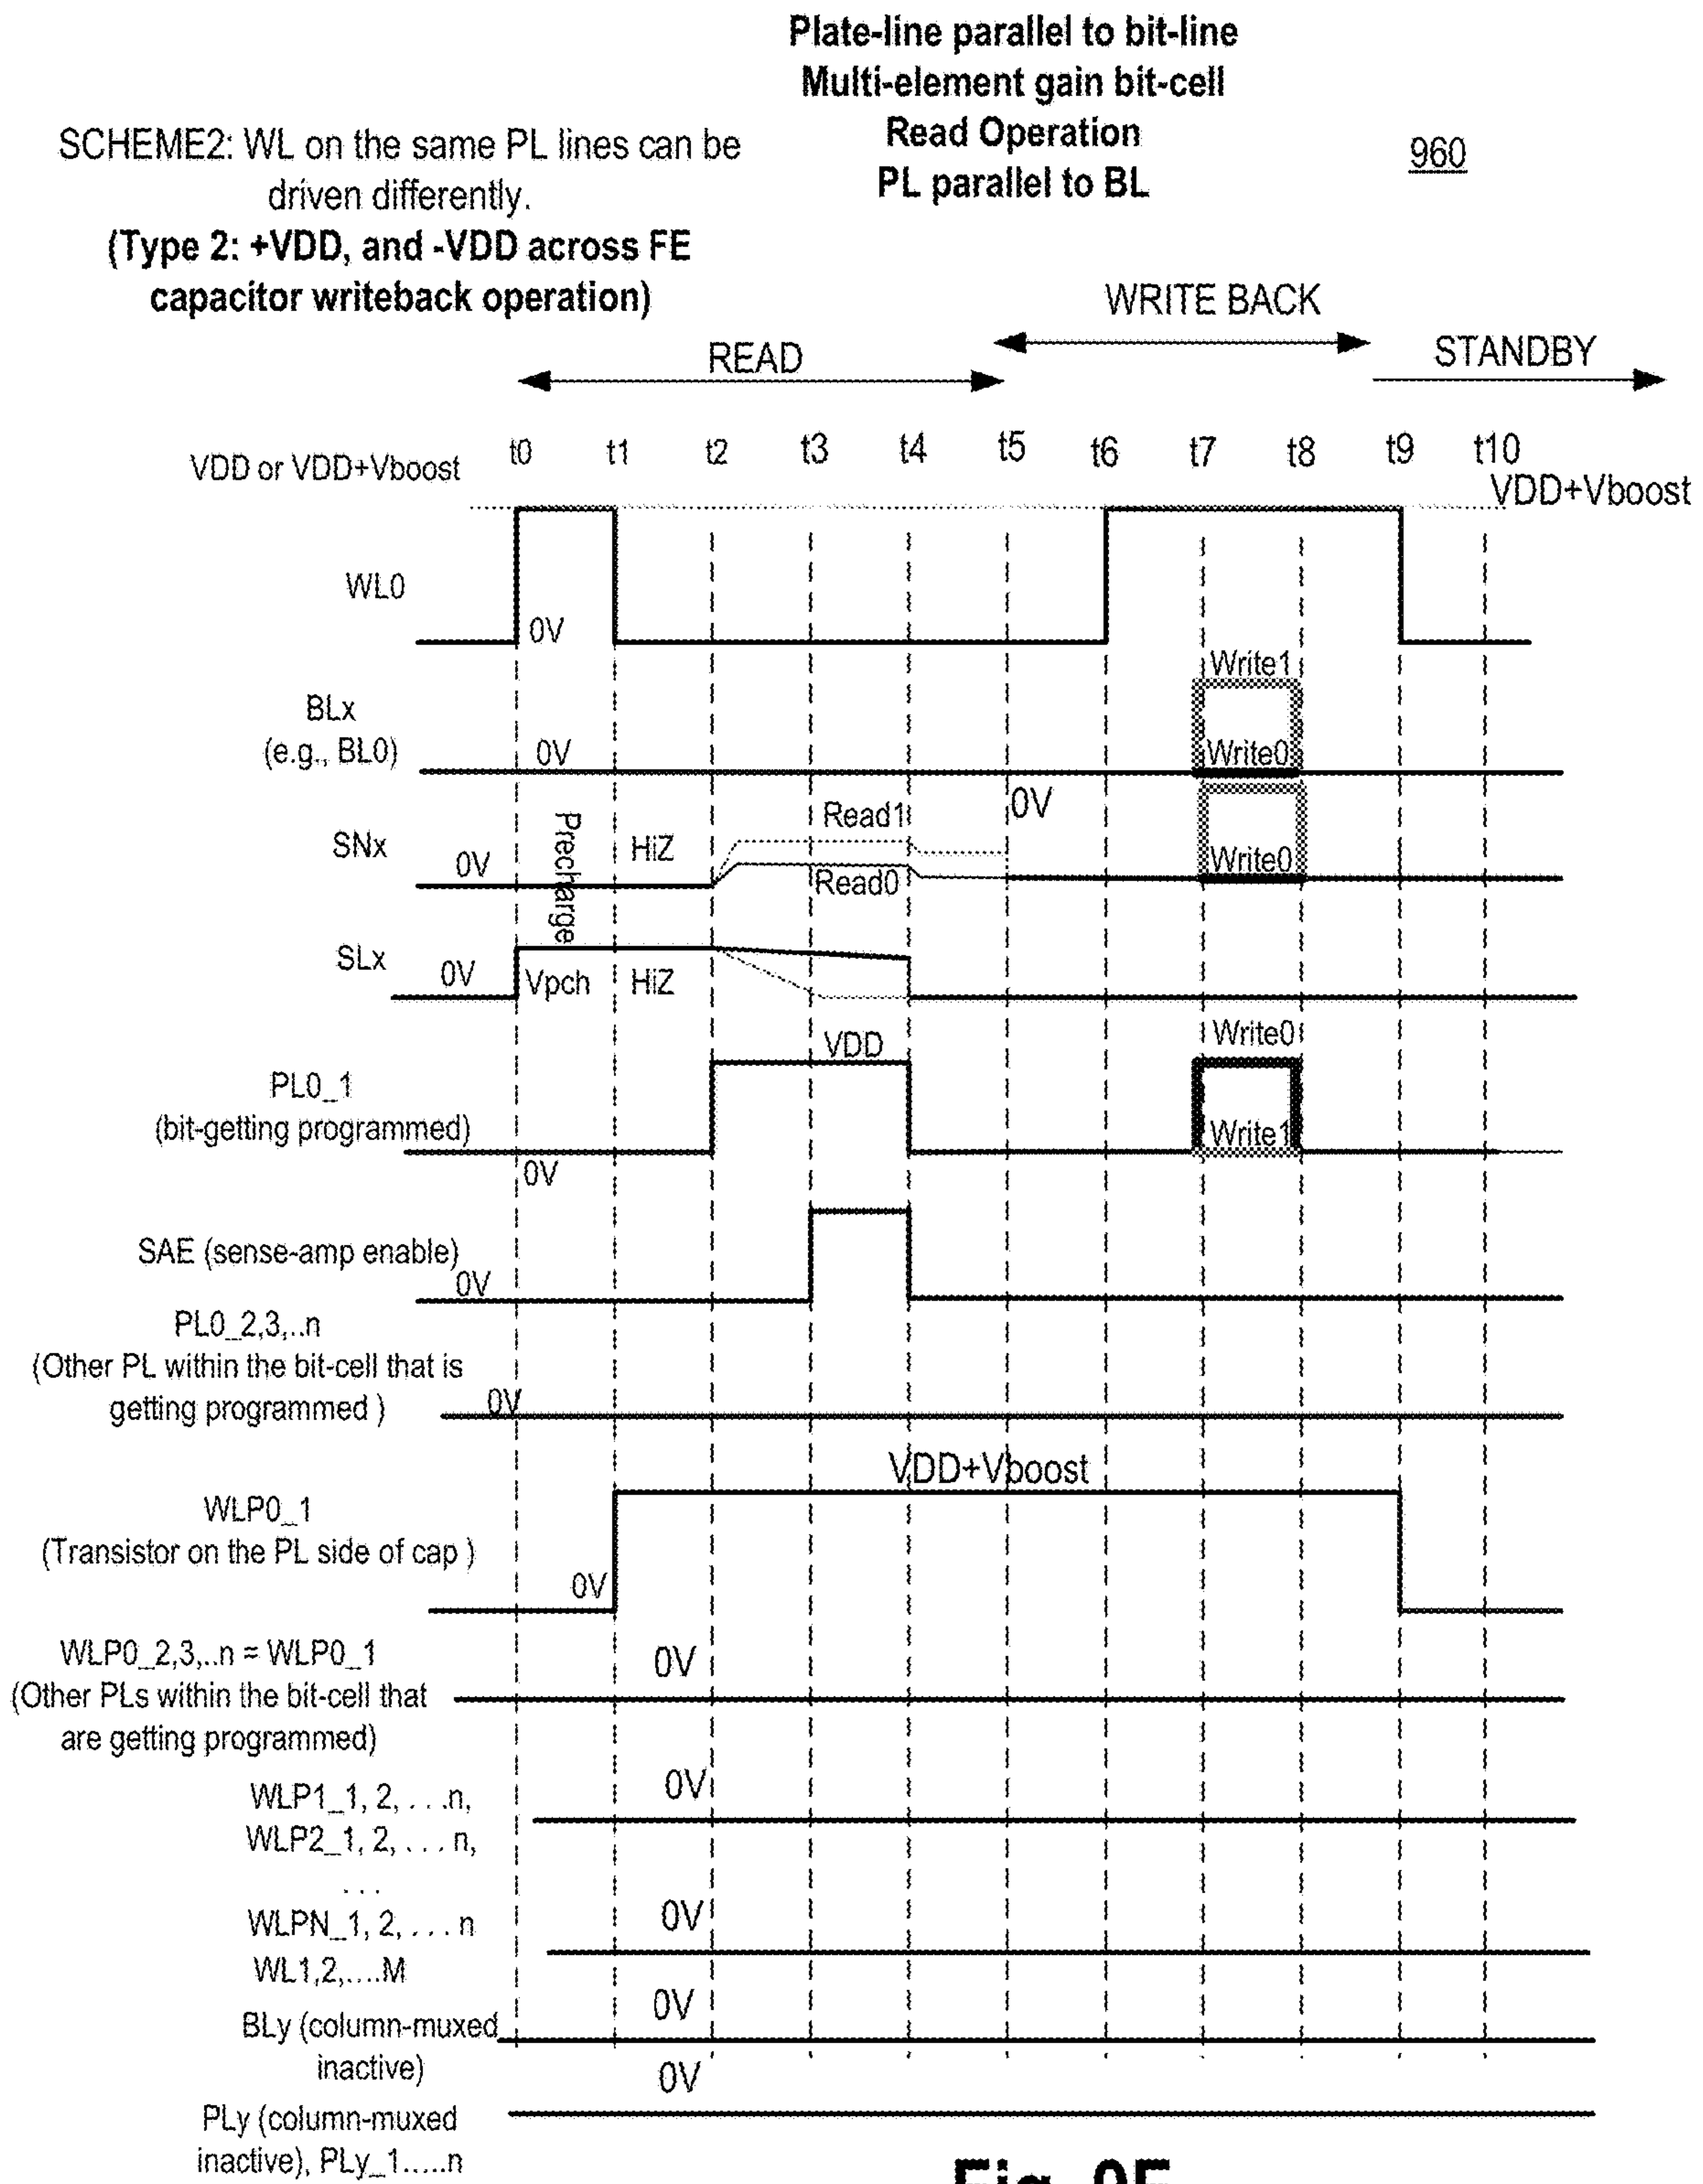 Plate-line parallel to bit-line
Multi-element gain bit-cell
Read Operation
PL parallel to BL
960
SCHEME2: WL on the same PL lines can be
driven differently.
(Type 2: +VDD, and -VDD across FE
capacitor writeback operation)
WRITE BACK
READ
STANDBY
t0 t1 t2 t3 t4 t5 t6 t7 t8 t9 t10
VDD or VDD+Vboost
VDD+Vboost
WL0
0V
Write1
BLx
(e.g., BL0)
0V
Write0
0V
Precharge
Read1
SNx
0V
HiZ
Read0
Write0
SLx
0V
Vpch
HiZ
VDD
Write0
PL0_1
(bit-getting programmed)
Write1
0V
SAE (sense-amp enable)
0V
PL0_2,3,..n
(Other PL within the bit-cell that is
getting programmed )
0V
VDD+Vboost
WLP0_1
(Transistor on the PL side of cap )
0V
WLP0_2,3,..n = WLP0_1
0V
(Other PLs within the bit-cell that
are getting programmed)
0V
WLP1_1, 2, . . .n,
WLP2_1, 2, . . . n,
. . .
WLPN_1, 2, . . . n
0V
WL1,2,....M
0V
BLy (column-muxed
inactive)
0V
PLy (column-muxed
inactive), PLy_1.....n